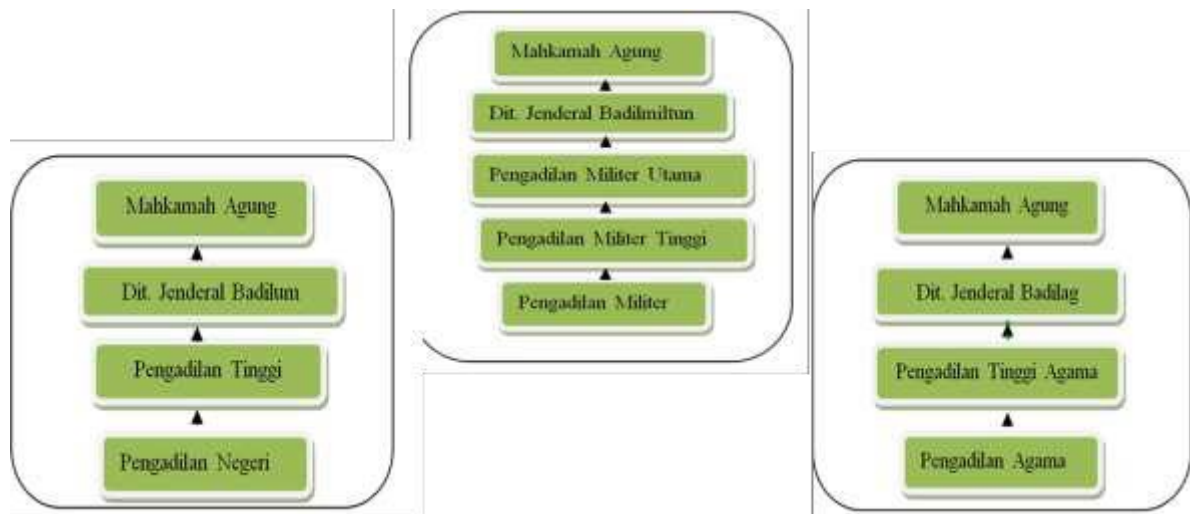 Mahkamah Agung
Dit. Jenderal Badilum
Pengadilan Tinggi
Pengadilan Negeri
Mahkamah Agung
Dit. Jenderal Badilmiltun
Pengadilan Militer Utama
Pengadilan Militer Tinggi
Pengadilan Militer
Mahkamah Agung
Dit. Jenderal Badilag
Pengadilan Tinggi Agama
Pengadilan Agama